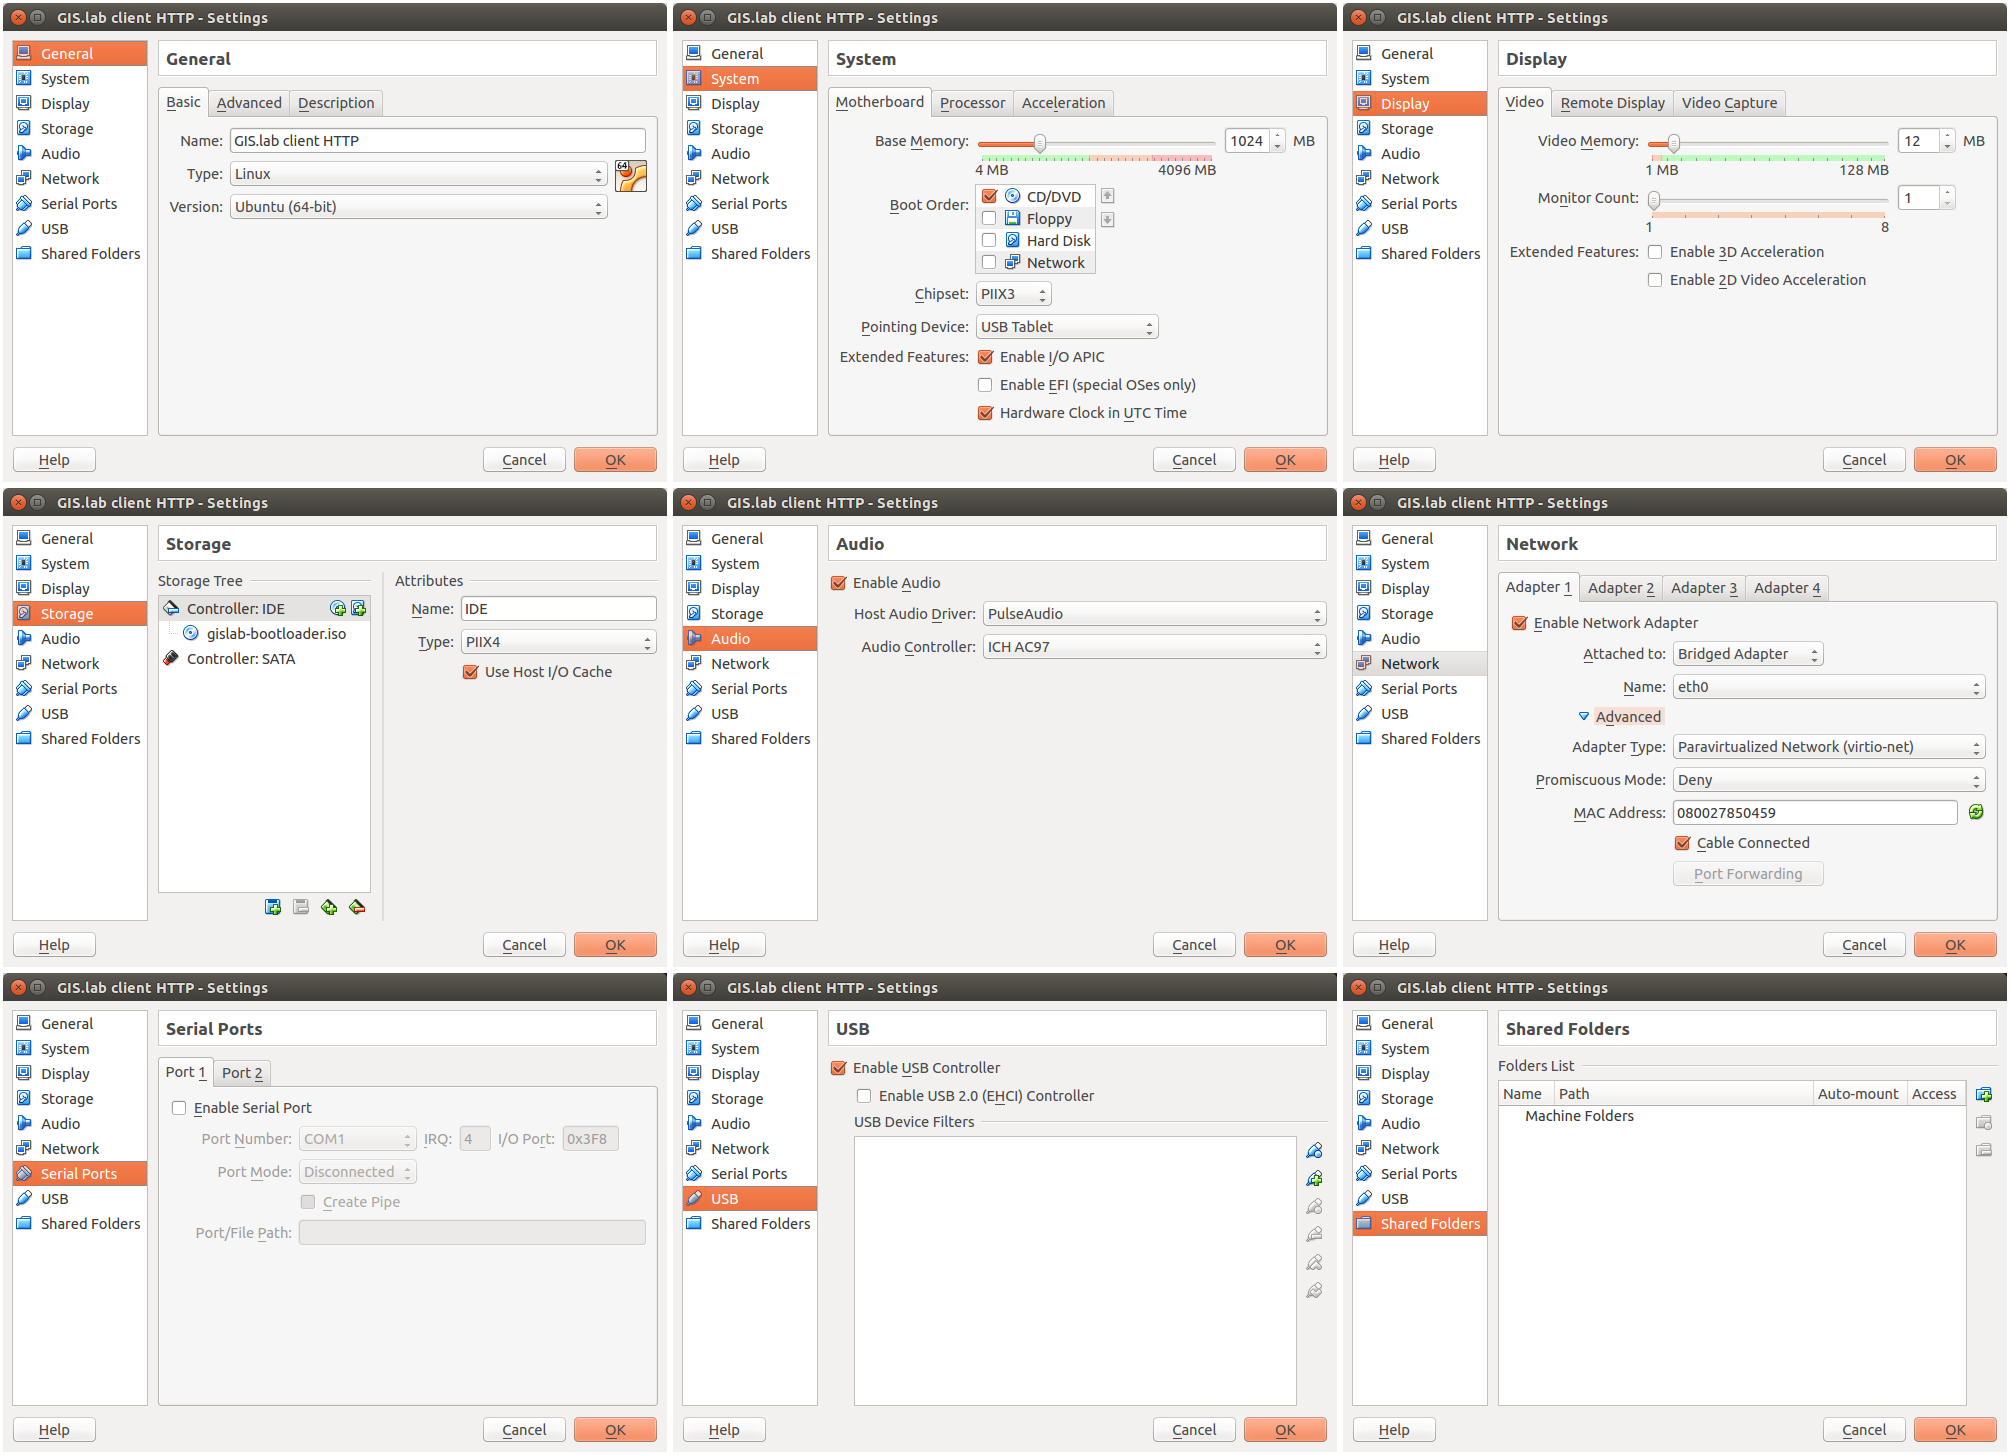 GIS.lab client HTTP - Settings
General
System
Display
Storage
Audio
Network
Serial Ports
USB
Shared Folders
General
Basic Advanced Description
Name: GIS.lab client HTTP
Type: Linux
64
Version: Ubuntu (64-bit)
Help Cancel OK
GIS.lab client HTTP - Settings
General
System
Display
Storage
Audio
Network
Serial Ports
USB
Shared Folders
System
Motherboard Processor Acceleration
Base Memory: 1024 MB
4 MB 4096 MB
Boot Order: CD/DVD
Floppy
Hard Disk
Network
Chipset: PIIX3
Pointing Device: USB Tablet
Extended Features: Enable I/O APIC
Enable EFI (special OSes only)
Hardware Clock in UTC Time
Help Cancel OK
GIS.lab client HTTP - Settings
General
System
Display
Storage
Audio
Network
Serial Ports
USB
Shared Folders
Display
Video Remote Display Video Capture
Video Memory: 12 MB
1 MB 128 MB
Monitor Count: 1
1 8
Extended Features: Enable 3D Acceleration
Enable 2D Video Acceleration
Help Cancel OK
GIS.lab client HTTP - Settings
General
System
Display
Storage
Audio
Network
Serial Ports
USB
Shared Folders
Storage
Storage Tree
Controller: IDE
gislab-bootloader.iso
Controller: SATA
Attributes
Name: IDE
Type: PIIX4
Use Host I/O Cache
Help Cancel OK
GIS.lab client HTTP - Settings
General
System
Display
Storage
Audio
Network
Serial Ports
USB
Shared Folders
Audio
Enable Audio
Host Audio Driver: PulseAudio
Audio Controller: ICH AC97
Help Cancel OK
GIS.lab client HTTP - Settings
General
System
Display
Storage
Audio
Network
Serial Ports
USB
Shared Folders
Network
Adapter 1 Adapter 2 Adapter 3 Adapter 4
Enable Network Adapter
Attached to: Bridged Adapter
Name: eth0
Advanced
Adapter Type: Paravirtualized Network (virtio-net)
Promiscuous Mode: Deny
MAC Address: 080027850459
Cable Connected
Port Forwarding
Help Cancel OK
GIS.lab client HTTP - Settings
General
System
Display
Storage
Audio
Network
Serial Ports
USB
Shared Folders
Serial Ports
Port 1 Port 2
Enable Serial Port
Port Number: COM1 IRQ: 4 I/O Port: 0x3F8
Port Mode: Disconnected
Create Pipe
Port/File Path:
Help Cancel OK
GIS.lab client HTTP - Settings
General
System
Display
Storage
Audio
Network
Serial Ports
USB
Shared Folders
USB
Enable USB Controller
Enable USB 2.0 (EHCI) Controller
USB Device Filters
Help Cancel OK
GIS.lab client HTTP - Settings
General
System
Display
Storage
Audio
Network
Serial Ports
USB
Shared Folders
Shared Folders
Folders List
Name Path Auto-mount Access
Machine Folders
Help Cancel OK